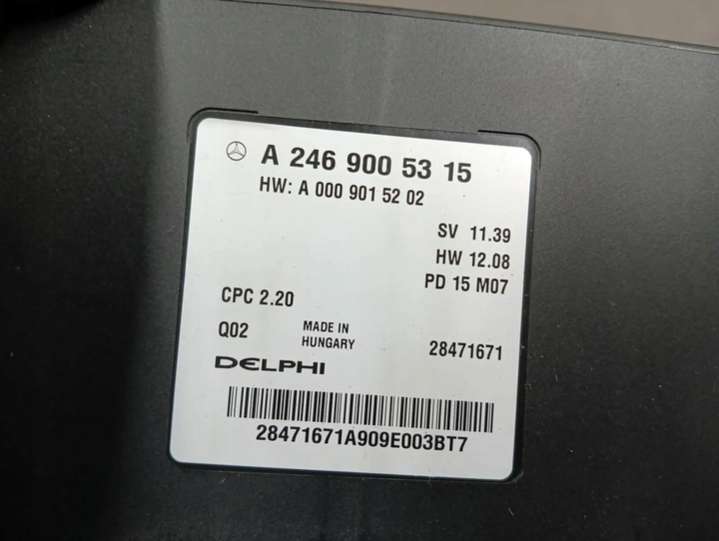 A 246 900 53 15
HW: A 000 901 52 02
SV 11.39
HW 12.08
PD 15 M07
CPC 2.20
Q02
MADE IN
HUNGARY
28471671
DELPHI
28471671A909E003BT7